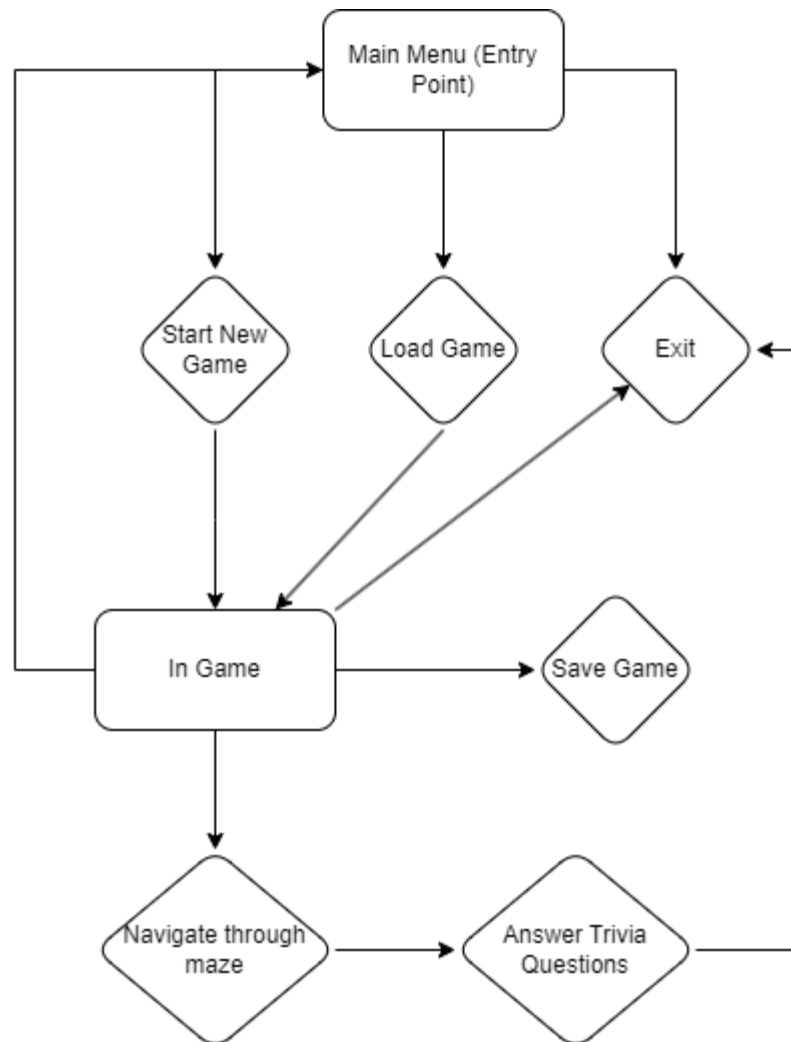 Main Menu (Entry
Point)
Start New
Game
Load Game
Exit
In Game
Save Game
Navigate through
maze
Answer Trivia
Questions